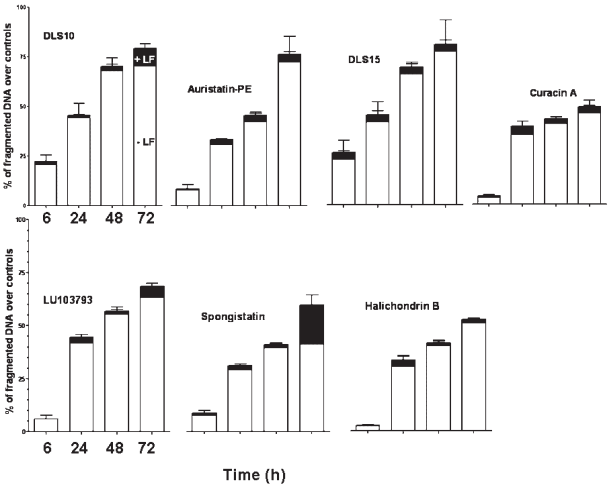 % of fragmented DNA over controls
100
75
50
25
0
DLS10
+ LF
- LF
6 24 48 72
Auristatin-PE
DLS15
Curacin A
% of fragmented DNA over controls
100
75
50
25
0
LU103793
6 24 48 72
Spongistatin
Halichondrin B
Time (h)